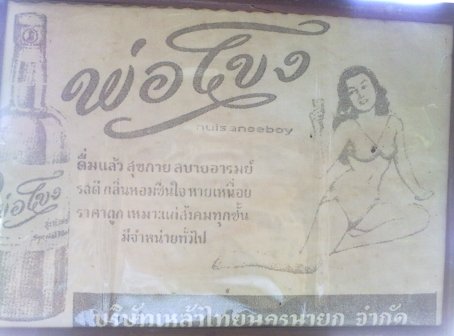 พ่อโขง
nuisanceboy
ดื่มแล้ว สุขกาย สบายอารมย์
รสดี กลิ่นหอมชื่นใจ หายเหนื่อย
ราคาถูก เหมาะแก่สังคมทุกชั้น
มีจำหน่ายทั่วไป
พ่อโขง
บริษัทเหล้าไทยนครนายก จำกัด